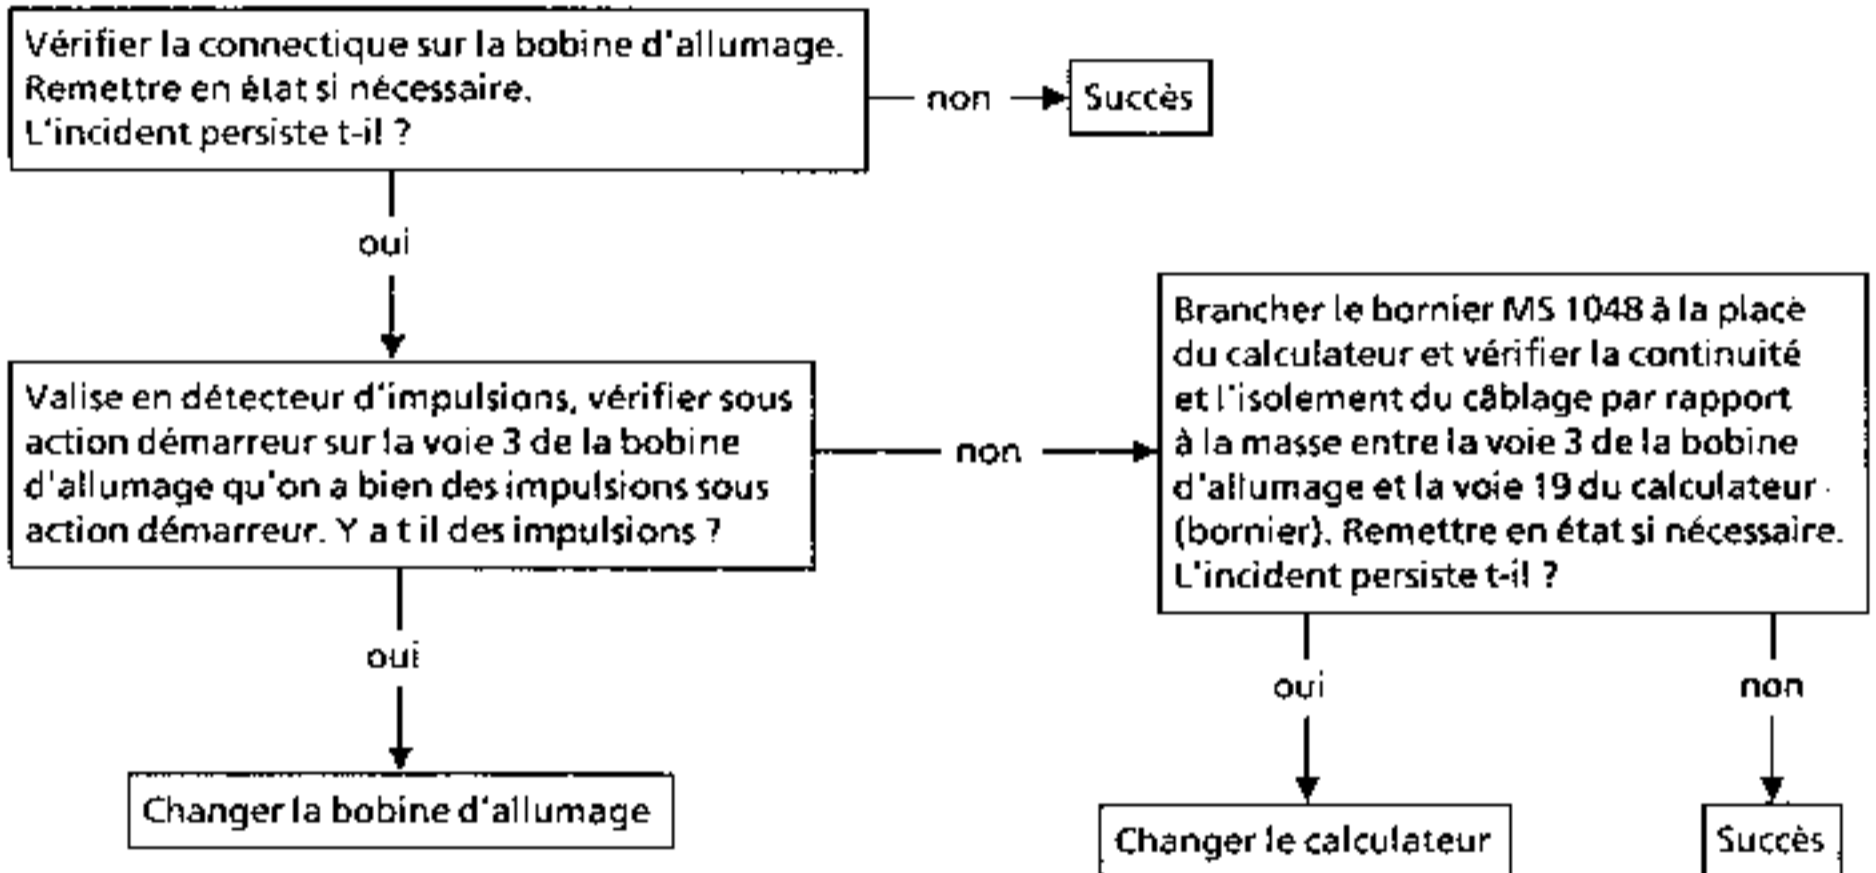 Vérifier la connectique sur la bobine d'allumage.
Remettre en état si nécessaire.
L'incident persiste t-il ?
non
Succès
oui
Valise en détecteur d'impulsions, vérifier sous
action démarreur sur la voie 3 de la bobine
d'allumage qu'on a bien des impulsions sous
action démarreur. Y a t il des impulsions ?
non
Brancher le bornier MS 1048 à la place
du calculateur et vérifier la continuité
et l'isolement du câblage par rapport
à la masse entre la voie 3 de la bobine
d'allumage et la voie 19 du calculateur
(bornier). Remettre en état si nécessaire.
L'incident persiste t-il ?
oui
oui
non
Changer la bobine d'allumage
Changer le calculateur
Succès